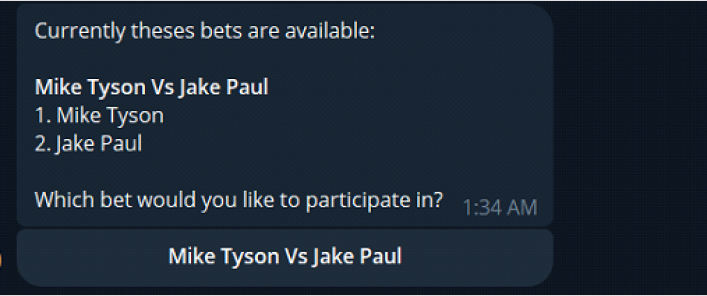 Currently theses bets are available:
Mike Tyson Vs Jake Paul
1. Mike Tyson
2. Jake Paul
Which bet would you like to participate in?
1:34 AM
Mike Tyson Vs Jake Paul